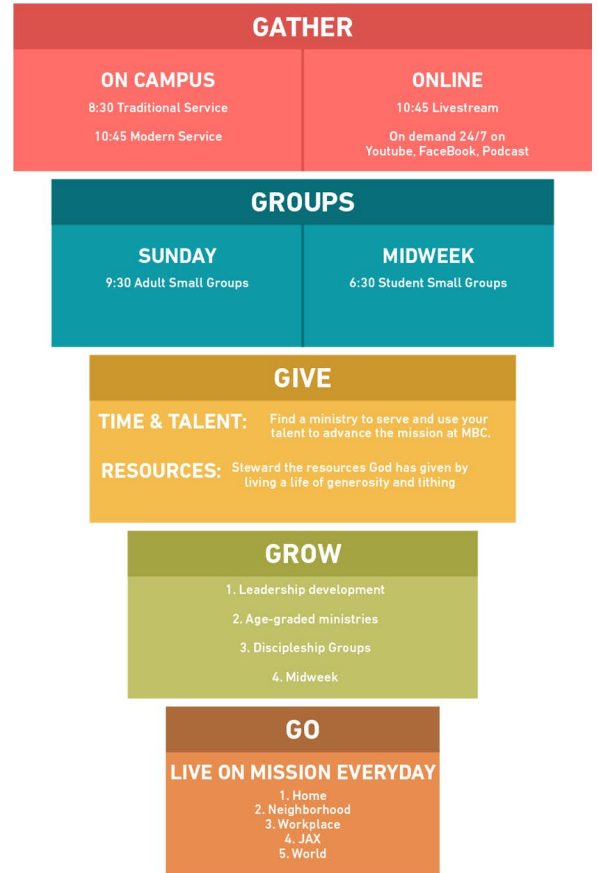 GATHER
ON CAMPUS
8:30 Traditional Service
10:45 Modern Service
ONLINE
10:45 Livestream
On demand 24/7 on
Youtube, FaceBook, Podcast
GROUPS
SUNDAY
9:30 Adult Small Groups
MIDWEEK
6:30 Student Small Groups
GIVE
TIME & TALENT: Find a ministry to serve and use your
talent to advance the mission at MBC.
RESOURCES: Steward the resources God has given by
living a life of generosity and tithing
GROW
1. Leadership development
2. Age-graded ministries
3. Discipleship Groups
4. Midweek
GO
LIVE ON MISSION EVERYDAY
1. Home
2. Neighborhood
3. Workplace
4. JAX
5. World